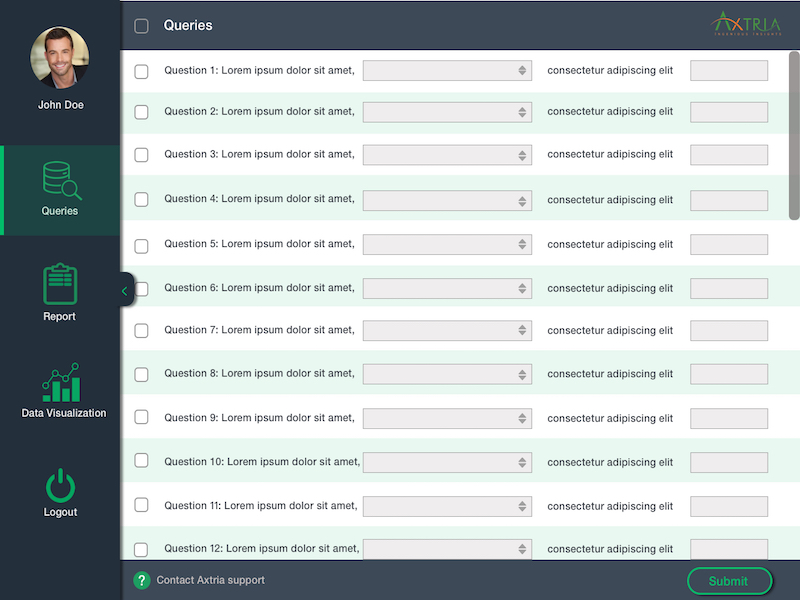 Queries
AXTRIA
INGENIOUS INSIGHTS
John Doe
Queries
Report
Data Visualization
Logout
Question 1: Lorem ipsum dolor sit amet, consectetur adipiscing elit
Question 2: Lorem ipsum dolor sit amet, consectetur adipiscing elit
Question 3: Lorem ipsum dolor sit amet, consectetur adipiscing elit
Question 4: Lorem ipsum dolor sit amet, consectetur adipiscing elit
Question 5: Lorem ipsum dolor sit amet, consectetur adipiscing elit
Question 6: Lorem ipsum dolor sit amet, consectetur adipiscing elit
Question 7: Lorem ipsum dolor sit amet, consectetur adipiscing elit
Question 8: Lorem ipsum dolor sit amet, consectetur adipiscing elit
Question 9: Lorem ipsum dolor sit amet, consectetur adipiscing elit
Question 10: Lorem ipsum dolor sit amet, consectetur adipiscing elit
Question 11: Lorem ipsum dolor sit amet, consectetur adipiscing elit
Question 12: Lorem ipsum dolor sit amet, consectetur adipiscing elit
? Contact Axtria support
Submit